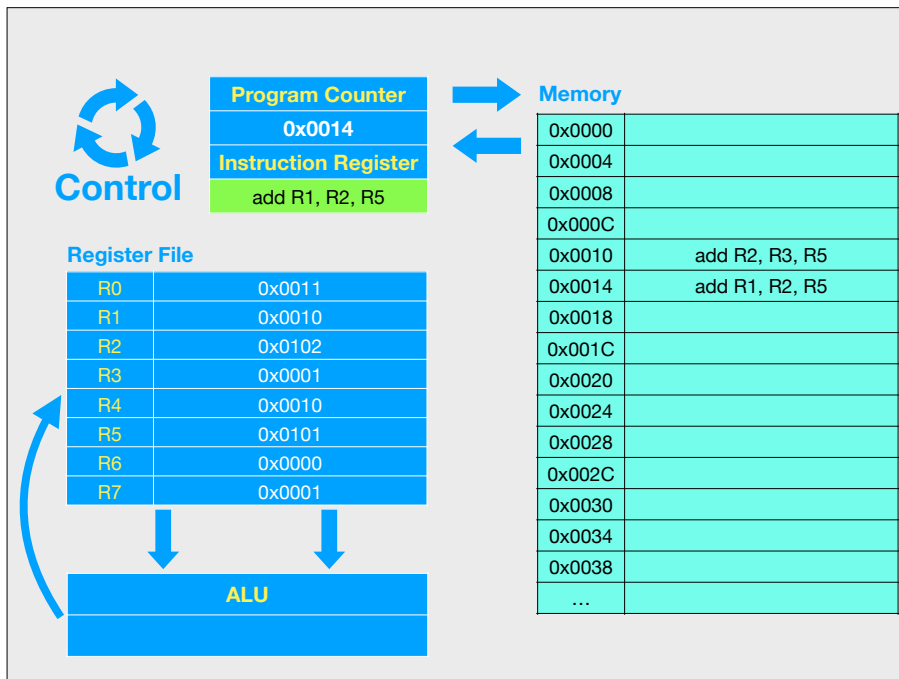 Program Counter
0x0014
Instruction Register
add R1, R2, R5
Control
Register File
R0 0x0011
R1 0x0010
R2 0x0102
R3 0x0001
R4 0x0010
R5 0x0101
R6 0x0000
R7 0x0001
ALU
Memory
0x0000
0x0004
0x0008
0x000C
0x0010 add R2, R3, R5
0x0014 add R1, R2, R5
0x0018
0x001C
0x0020
0x0024
0x0028
0x002C
0x0030
0x0034
0x0038
…